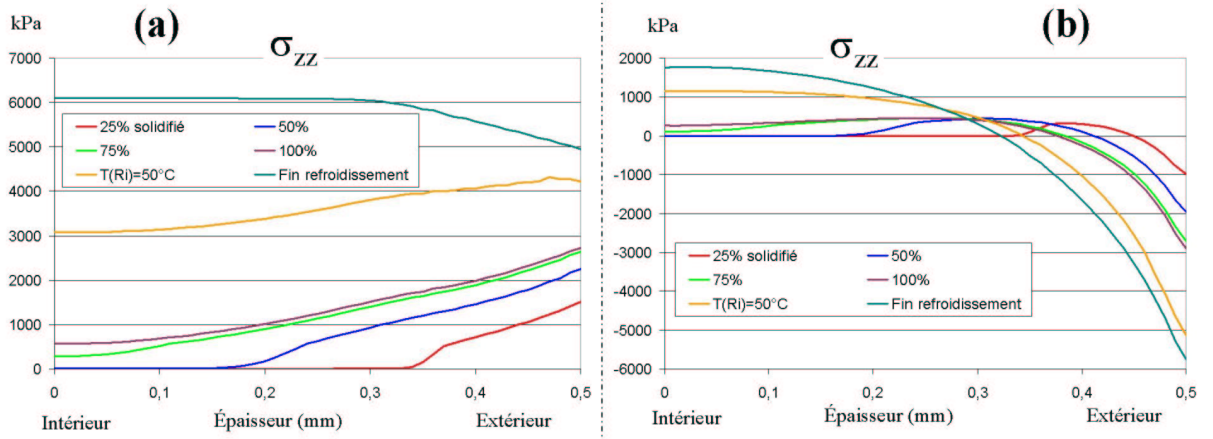 kPa
(a)
σzz
7000
6000
5000
4000
3000
2000
1000
0
25% solidifié
50%
75%
100%
T(Ri)=50°C
Fin refroidissement
0
0,1
0,2
0,3
0,4
0,5
Intérieur
Épaisseur (mm)
Extérieur
kPa
σzz
(b)
2000
1000
0
-1000
-2000
-3000
-4000
-5000
-6000
25% solidifié
50%
75%
100%
T(Ri)=50°C
Fin refroidissement
0
0,1
0,2
0,3
0,4
0,5
Intérieur
Épaisseur (mm)
Extérieur